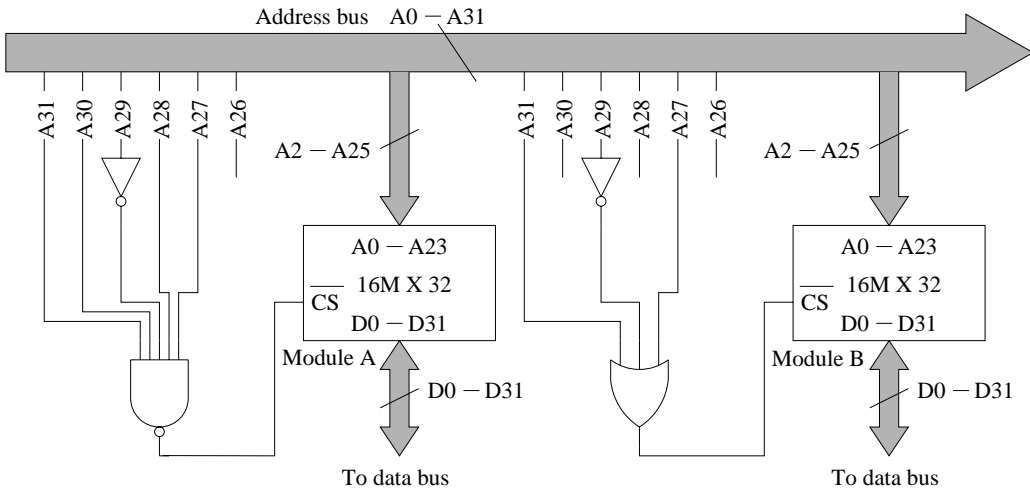 Address bus A0 — A31
A31 A30 A29 A28 A27 A26
A2 — A25
A31 A30 A29 A28 A27 A26
A2 — A25
A0 — A23
CS 16M X 32
D0 — D31
Module A
D0 — D31
To data bus
A0 — A23
CS 16M X 32
D0 — D31
Module B
D0 — D31
To data bus